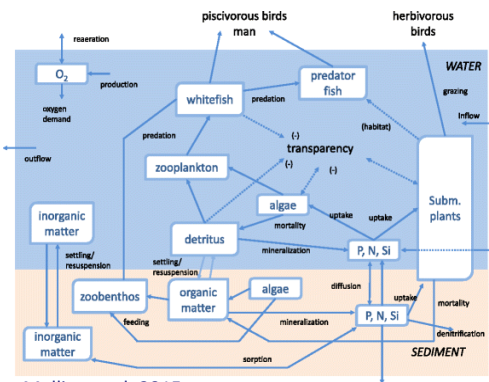 piscivorous birds
man
herbivorous
birds
reaeration
WATER
O2
production
predator
fish
whitefish
predation
grazing
oxygen
demand
Inflow
(habitat)
predation
(-)
outflow
transparency
(-)
(-)
zooplankton
algae
Subm.
plants
inorganic
matter
mortality
uptake
uptake
detritus
mineralization
P, N, Si
settling/
resuspension
settling/
resuspension
diffusion
zoobenthos
organic
matter
algae
uptake
mortality
feeding
mineralization
P, N, Si
denitrification
inorganic
matter
sorption
SEDIMENT